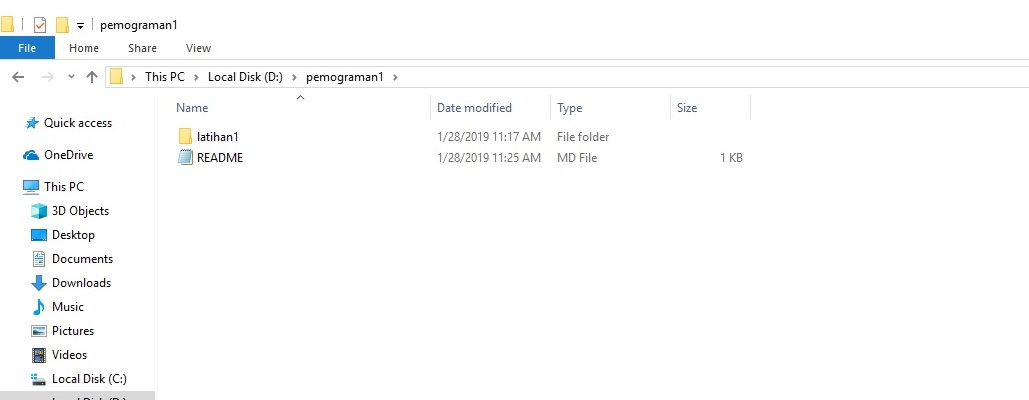 pemograman1
File Home Share View
This PC Local Disk (D:) pemograman1
Name Date modified Type Size
Quick access
latihan1 1/28/2019 11:17 AM File folder
README 1/28/2019 11:25 AM MD File 1 KB
OneDrive
This PC
3D Objects
Desktop
Documents
Downloads
Music
Pictures
Videos
Local Disk (C:)